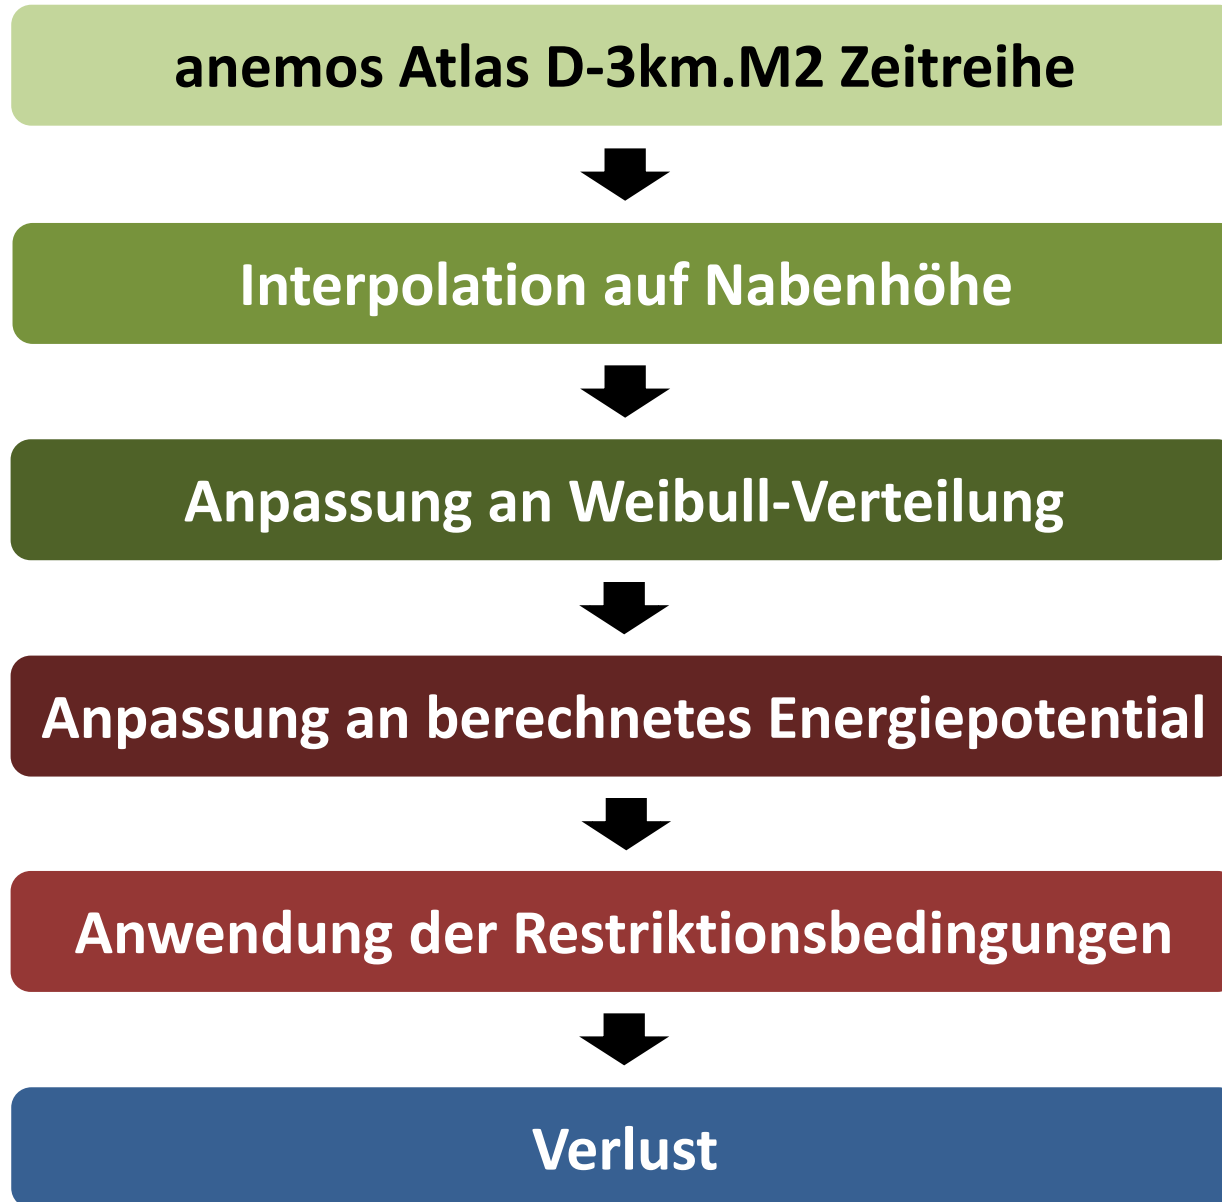 anemos Atlas D-3km.M2 Zeitreihe
Interpolation auf Nabenhöhe
Anpassung an Weibull-Verteilung
Anpassung an berechnetes Energiepotential
Anwendung der Restriktionsbedingungen
Verlust